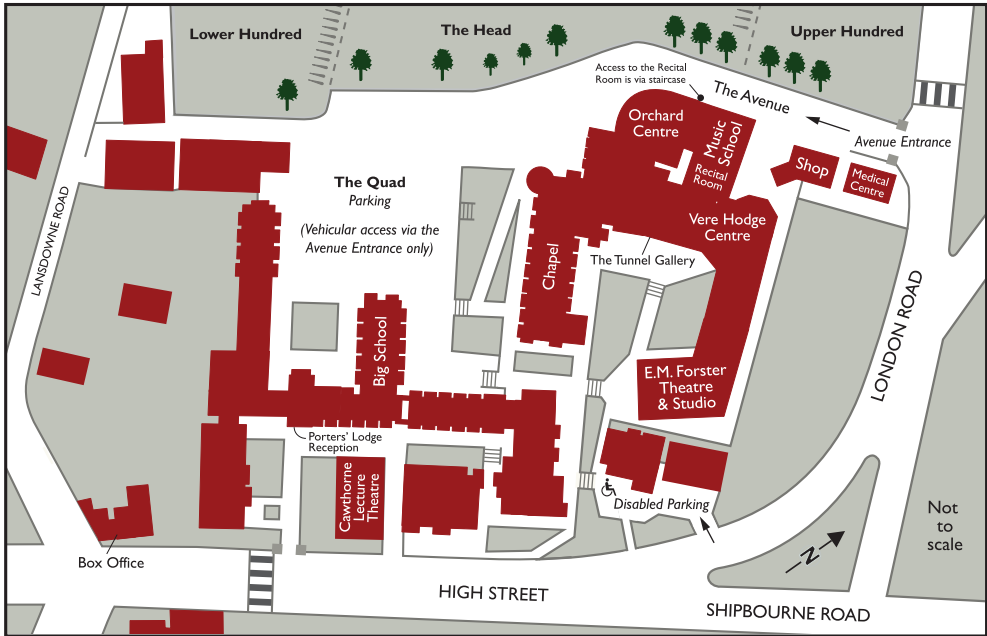 Lower Hundred
The Head
Upper Hundred
Access to the Recital
Room is via staircase
The Avenue
Avenue Entrance
Orchard
Centre
Music
School
Recital
Room
Shop
Medical
Centre
The Quad
Parking
(Vehicular access via the
Avenue Entrance only)
Vere Hodge
Centre
The Tunnel Gallery
Chapel
LANSDOWNE ROAD
LONDON ROAD
Big School
E.M. Forster
Theatre
& Studio
Porters' Lodge
Reception
Cawthorne
Lecture
Theatre
Disabled Parking
Box Office
Not
to
scale
N
HIGH STREET
SHIPBOURNE ROAD